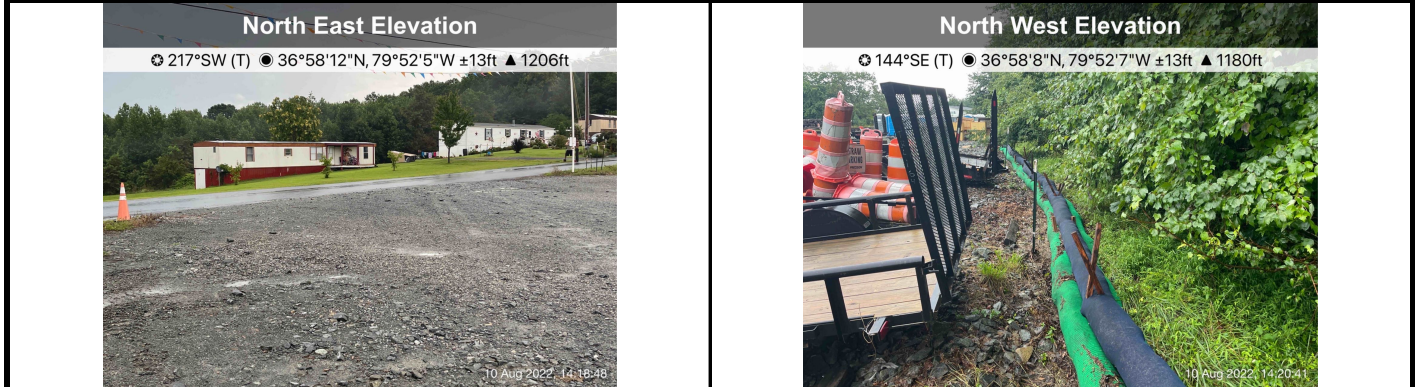 North East Elevation
217°SW (T) 36°58'12"N, 79°52'5"W ±13ft ▲ 1206ft
10 Aug 2022, 14:18:48
North West Elevation
144°SE (T) 36°58'8"N, 79°52'7"W ±13ft ▲ 1180ft
10 Aug 2022, 14:20:41